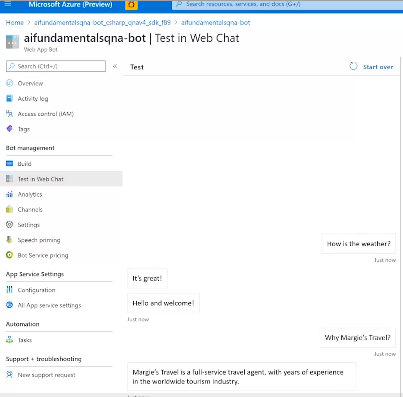 Microsoft Azure (Preview)
Search resources, services, and docs (G+/)
Home > aifundamentalsqna-bot_csharp_qnav4_sdk_f89 > aifundamentalsqna-bot
aifundamentalsqna-bot | Test in Web Chat
Web App Bot
Search (Ctrl+/)
«
Overview
Activity log
Access control (IAM)
Tags
Bot management
Build
Test in Web Chat
Analytics
Channels
Settings
Speech priming
Bot Service pricing
App Service Settings
Configuration
All App service settings
Automation
Tasks
Support + troubleshooting
New support request
Test
Start over
How is the weather?
Just now
It's great!
Hello and welcome!
Just now
Why Margie's Travel?
Just now
Margie's Travel is a full-service travel agent, with years of experience
in the worldwide tourism industry.
Just now